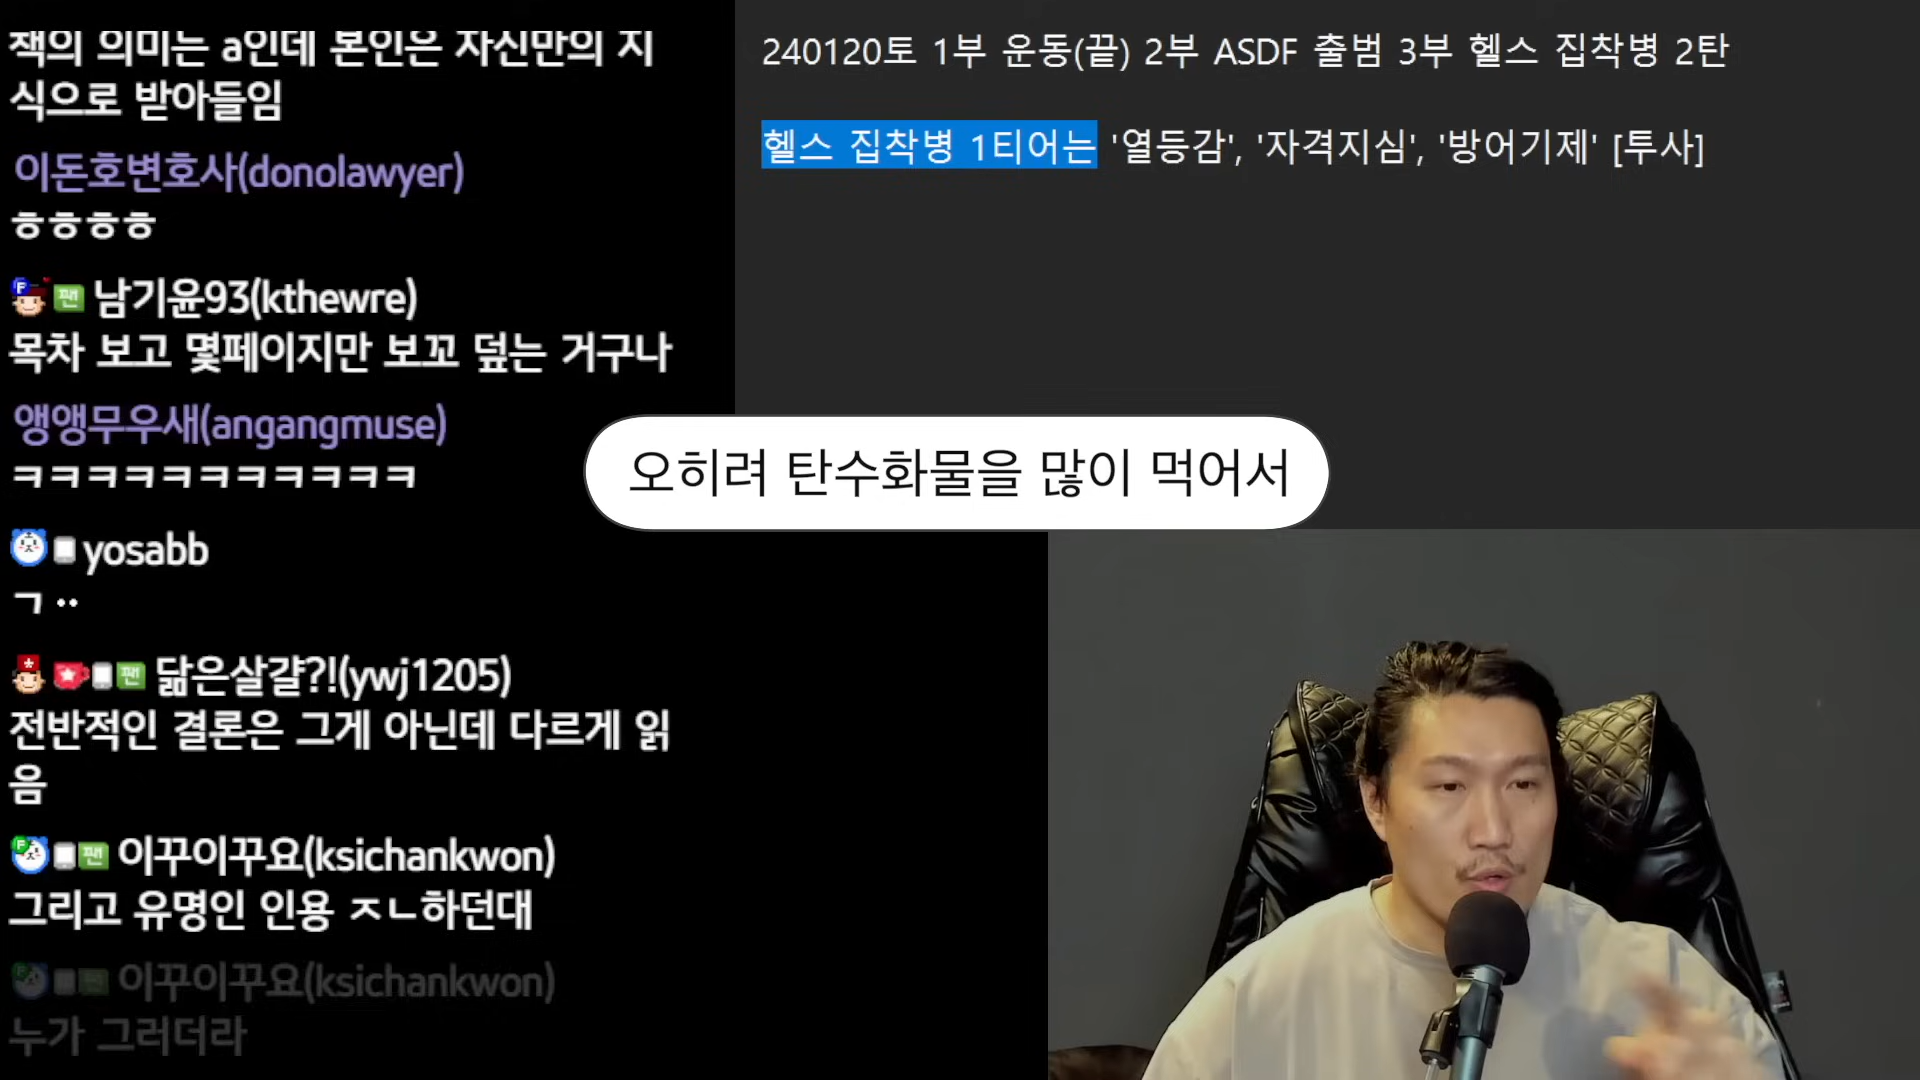 책의 의미는 a인데 본인은 자신만의 지
식으로 받아들임
이돈호변호사(donolawyer)
ㅎㅎㅎㅎ
남기윤93(kthewre)
목차 보고 몇페이지만 보꼬 덮는 거구나
앵앵무우새(angangmuse)
ㅋㅋㅋㅋㅋㅋㅋㅋㅋㅋㅋ
yosabb
ㄱ ··
닮은살걀?!(ywj1205)
전반적인 결론은 그게 아닌데 다르게 읽
음
이꾸이꾸요(ksichankwon)
그리고 유명인 인용 ㅈㄴ하던대
이꾸이꾸요(ksichankwon)
누가 그러더라
240120토 1부 운동(끝) 2부 ASDF 출범 3부 헬스 집착병 2탄
헬스 집착병 1티어는 '열등감', '자격지심', '방어기제' [투사]
오히려 탄수화물을 많이 먹어서